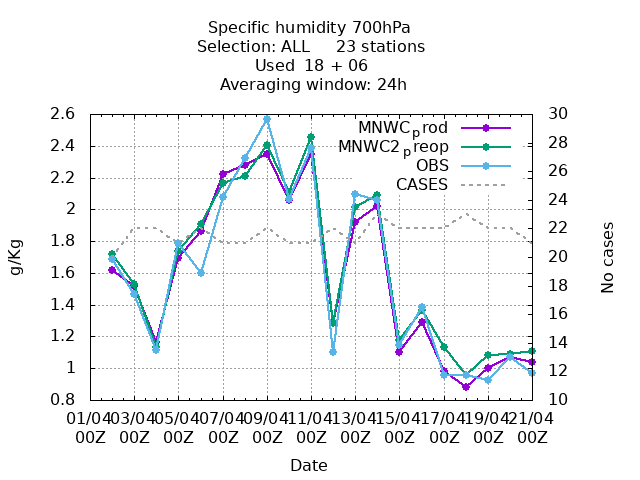 Specific humidity 700hPa
Selection: ALL 23 stations
Used 18 + 06
Averaging window: 24h
2.6
2.4
2.2
2
1.8
1.6
1.4
1.2
1
0.8
g/Kg
MNWCprod
MNWC2preop
OBS
CASES
30
28
26
24
22
20
18
16
14
12
10
No cases
01/04 03/04 05/04 07/04 09/04 11/04 13/04 15/04 17/04 19/04 21/04
00Z 00Z 00Z 00Z 00Z 00Z 00Z 00Z 00Z 00Z 00Z
Date